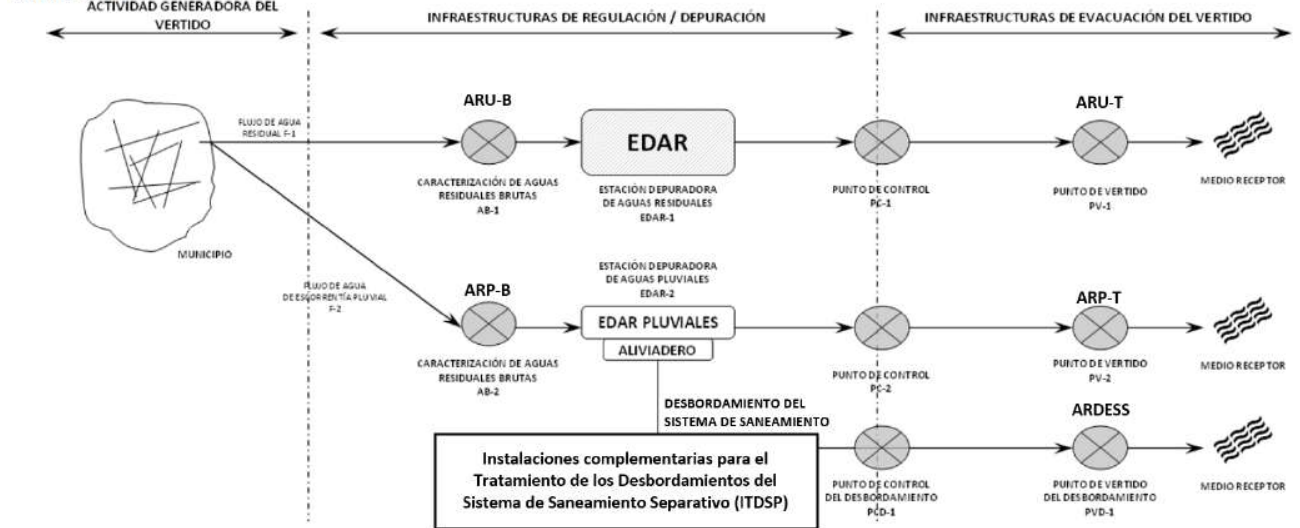 ACTIVIDAD GENERADORA DEL
VERTIDO
INFRAESTRUCTURAS DE REGULACIÓN / DEPURACIÓN
INFRAESTRUCTURAS DE EVACUACIÓN DEL VERTIDO
MUNICIPIO
FLUJO DE AGUA
RESIDUAL F-1
ARU-B
CARACTERIZACIÓN DE AGUAS
RESIDUALES BRUTAS
AB-1
EDAR
ESTACIÓN DEPURADORA
DE AGUAS RESIDUALES
EDAR-1
PUNTO DE CONTROL
PC-1
ARU-T
PUNTO DE VERTIDO
PV-1
MEDIO RECEPTOR
FLUJO DE AGUA
DE ESCORRENTÍA PLUVIAL
F-2
ARP-B
CARACTERIZACIÓN DE AGUAS
RESIDUALES BRUTAS
AB-2
ESTACIÓN DEPURADORA
DE AGUAS PLUVIALES
EDAR-2
EDAR PLUVIALES
ALIVIADERO
PUNTO DE CONTROL
PC-2
ARP-T
PUNTO DE VERTIDO
PV-2
MEDIO RECEPTOR
DESBORDAMIENTO DEL
SISTEMA DE SANEAMIENTO
Instalaciones complementarias para el
Tratamiento de los Desbordamientos del
Sistema de Saneamiento Separativo (ITDSP)
PUNTO DE CONTROL
DEL DESBORDAMIENTO
PCD-1
ARDESS
PUNTO DE VERTIDO
DEL DESBORDAMIENTO
PVD-1
MEDIO RECEPTOR